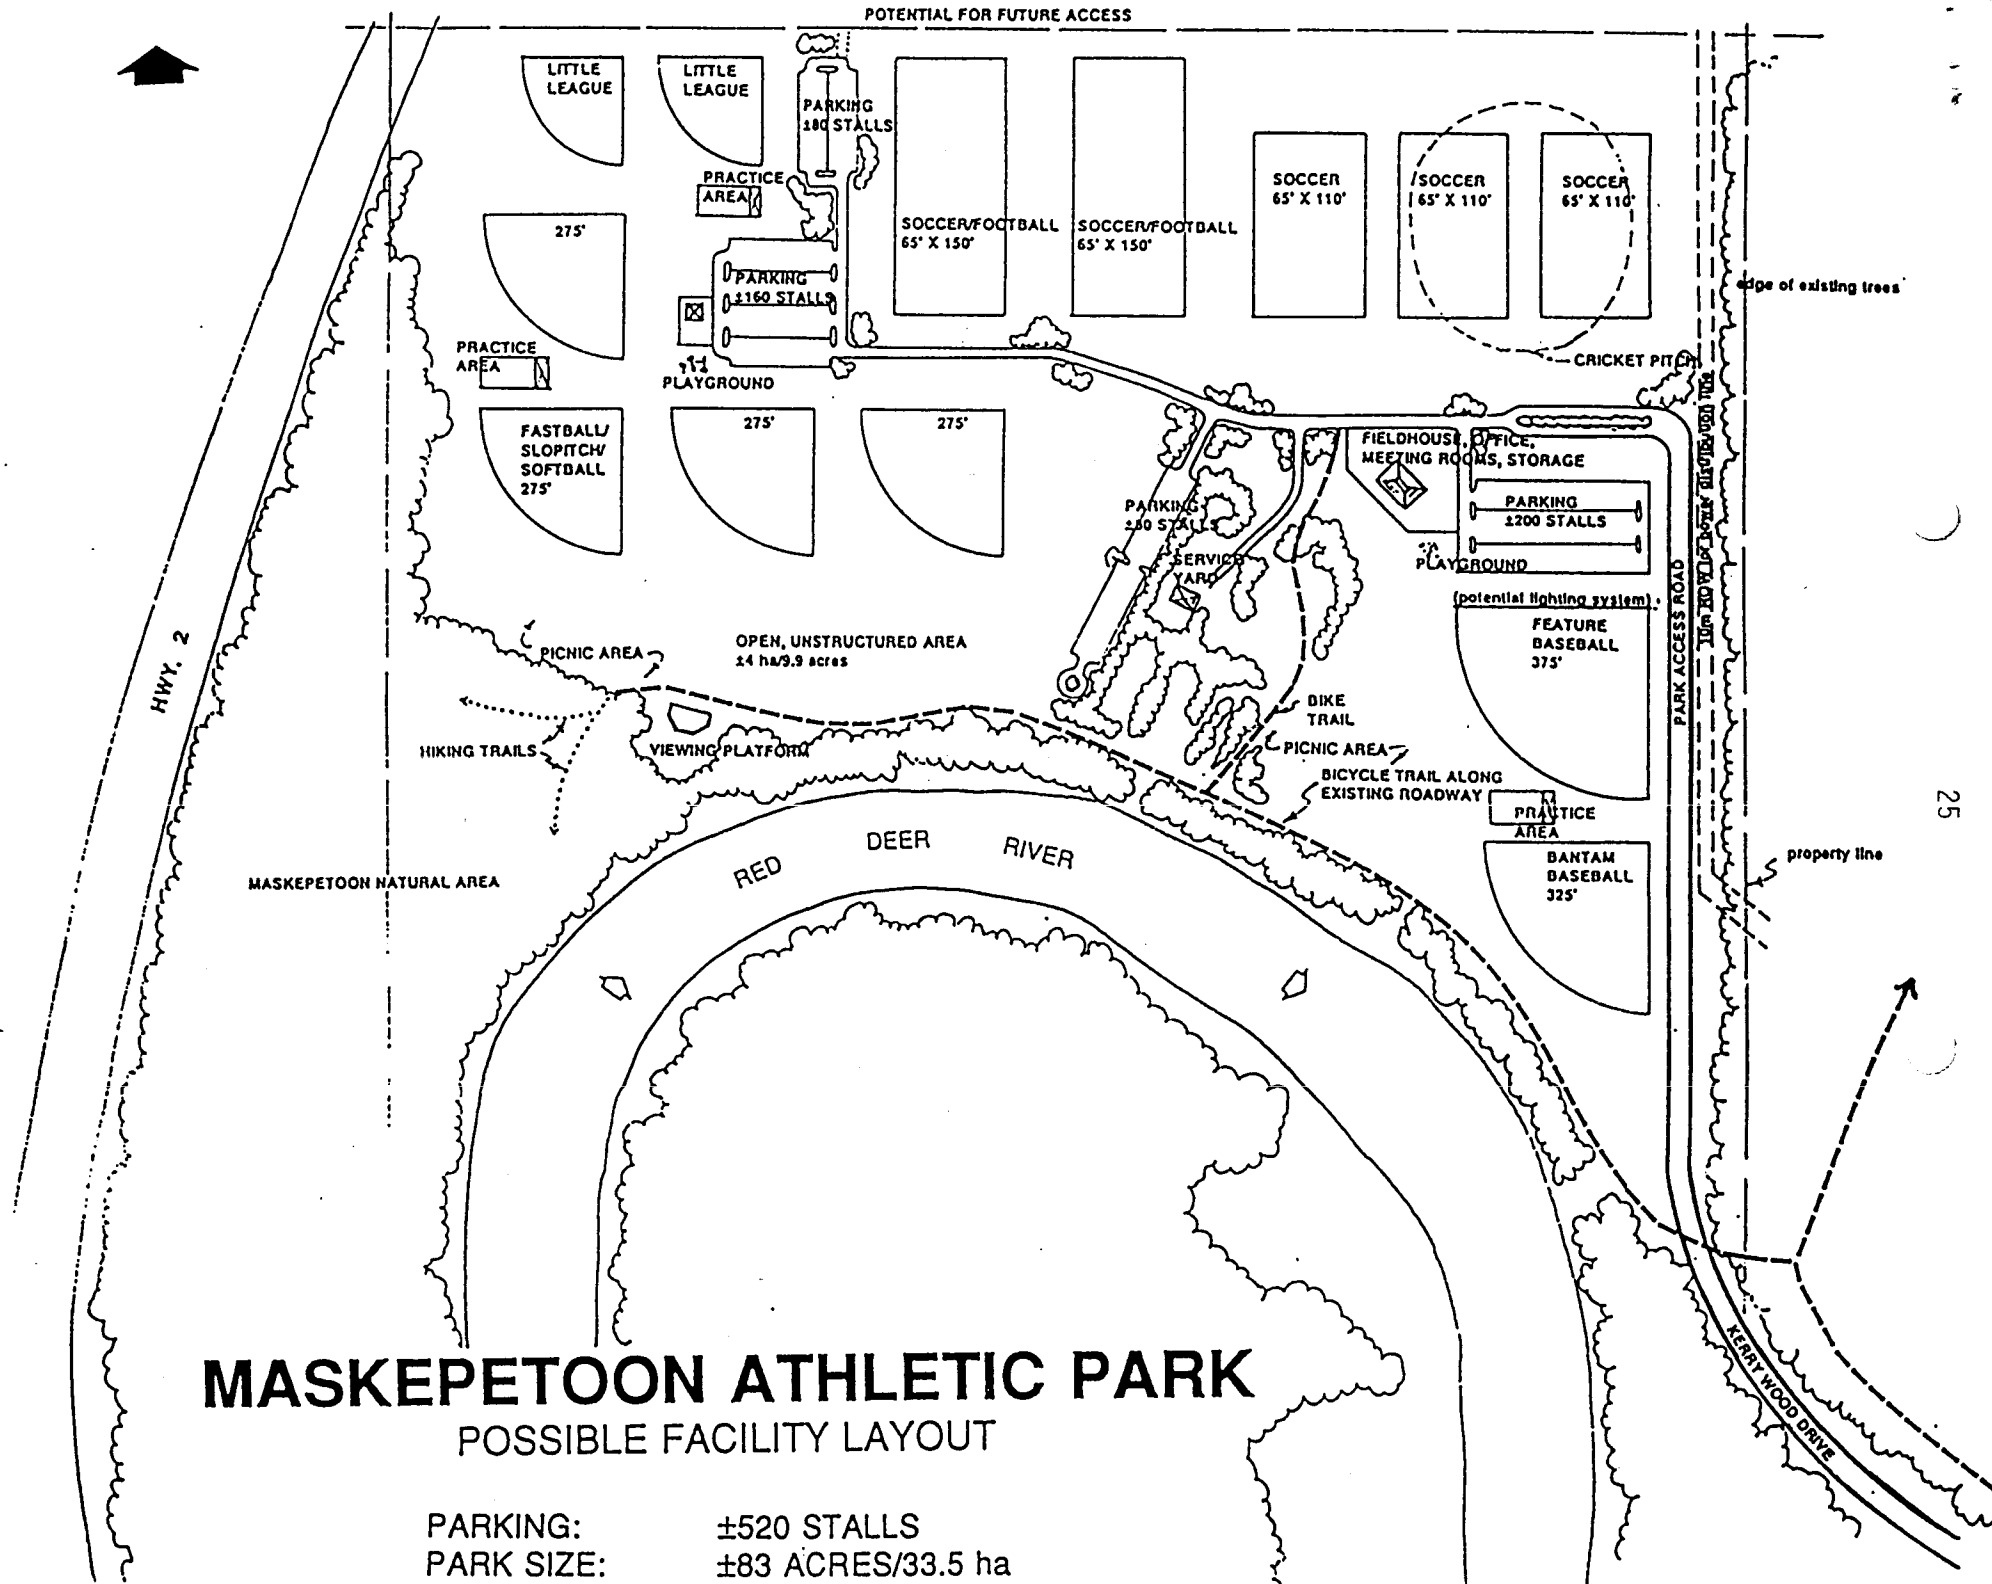 POTENTIAL FOR FUTURE ACCESS
LITTLE
LEAGUE
LITTLE
LEAGUE
PARKING
±80 STALLS
PRACTICE
AREA
275'
SOCCER/FOOTBALL
65' X 150'
SOCCER/FOOTBALL
65' X 150'
SOCCER
65' X 110'
SOCCER
65' X 110'
SOCCER
65' X 110'
edge of existing trees
PARKING
±160 STALLS
PRACTICE
AREA
PLAYGROUND
CRICKET PITCH
FASTBALL/
SLOPITCH/
SOFTBALL
275'
275'
275'
FIELDHOUSE, OFFICE,
MEETING ROOMS, STORAGE
PARKING
±80 STALLS
PARKING
±200 STALLS
SERVICE
YARD
PLAYGROUND
(potential lighting system)
FEATURE
BASEBALL
375'
PARK ACCESS ROAD
10m ROW
line
HWY. 2
PICNIC AREA
OPEN, UNSTRUCTURED AREA
±4 ha/9.9 acres
BIKE
TRAIL
HIKING TRAILS
VIEWING PLATFORM
PICNIC AREA
BICYCLE TRAIL ALONG
EXISTING ROADWAY
PRACTICE
AREA
25
RED DEER RIVER
BANTAM
BASEBALL
325'
property line
MASKEPETOON NATURAL AREA
KERRY WOOD DRIVE
MASKEPETOON ATHLETIC PARK
POSSIBLE FACILITY LAYOUT
PARKING: ±520 STALLS
PARK SIZE: ±83 ACRES/33.5 ha